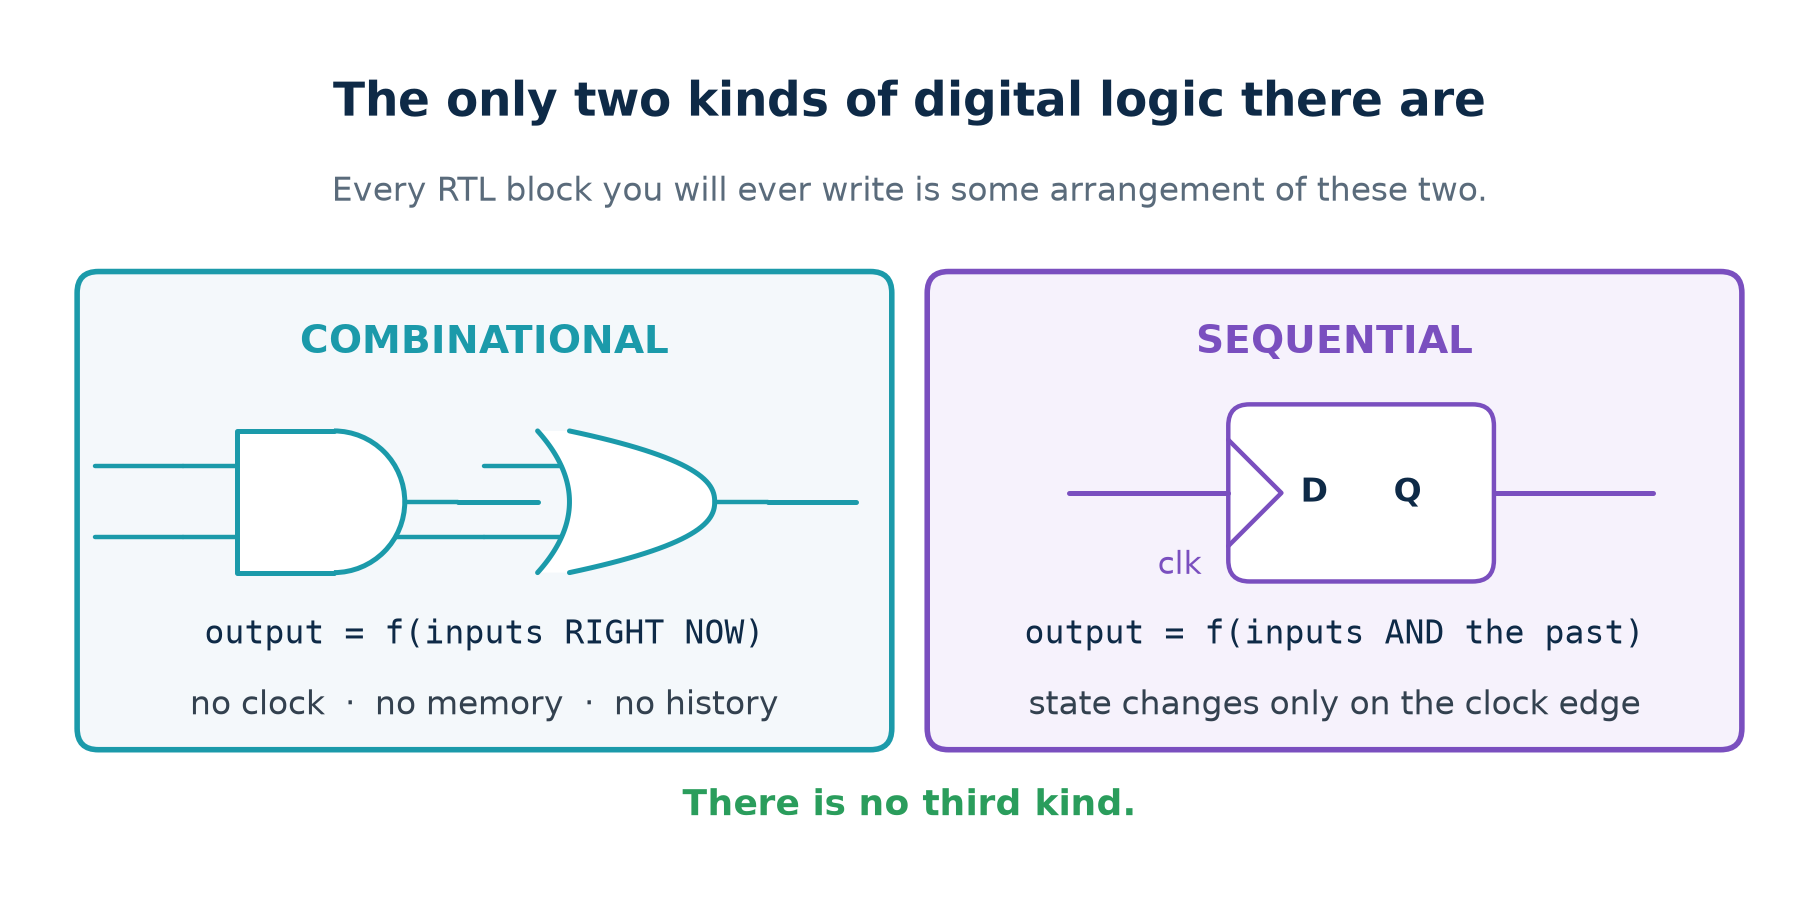 The only two kinds of digital logic there are
Every RTL block you will ever write is some arrangement of these two.
COMBINATIONAL
output = f(inputs RIGHT NOW)
no clock · no memory · no history
SEQUENTIAL
D Q
clk
output = f(inputs AND the past)
state changes only on the clock edge
There is no third kind.